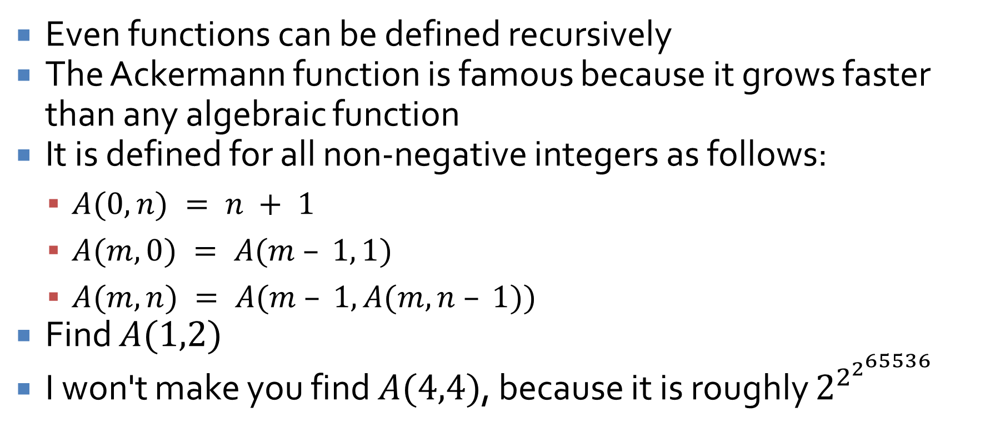 Even functions can be defined recursively
The Ackermann function is famous because it grows faster
than any algebraic function
It is defined for all non-negative integers as follows:
A(0, n) = n + 1
A(m, 0) = A(m – 1, 1)
A(m, n) = A(m – 1, A(m, n – 1))
Find A(1,2)
I won't make you find A(4,4), because it is roughly 2^{2^{2^{65536}}}